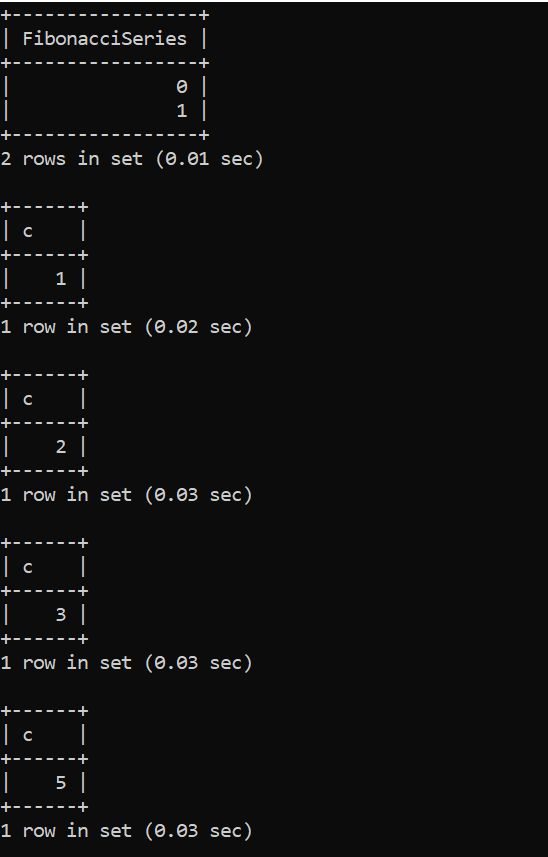 +-----------------+
| FibonacciSeries |
+-----------------+
|               0 |
|               1 |
+-----------------+
2 rows in set (0.01 sec)

+------+
| c    |
+------+
|    1 |
+------+
1 row in set (0.02 sec)

+------+
| c    |
+------+
|    2 |
+------+
1 row in set (0.03 sec)

+------+
| c    |
+------+
|    3 |
+------+
1 row in set (0.03 sec)

+------+
| c    |
+------+
|    5 |
+------+
1 row in set (0.03 sec)